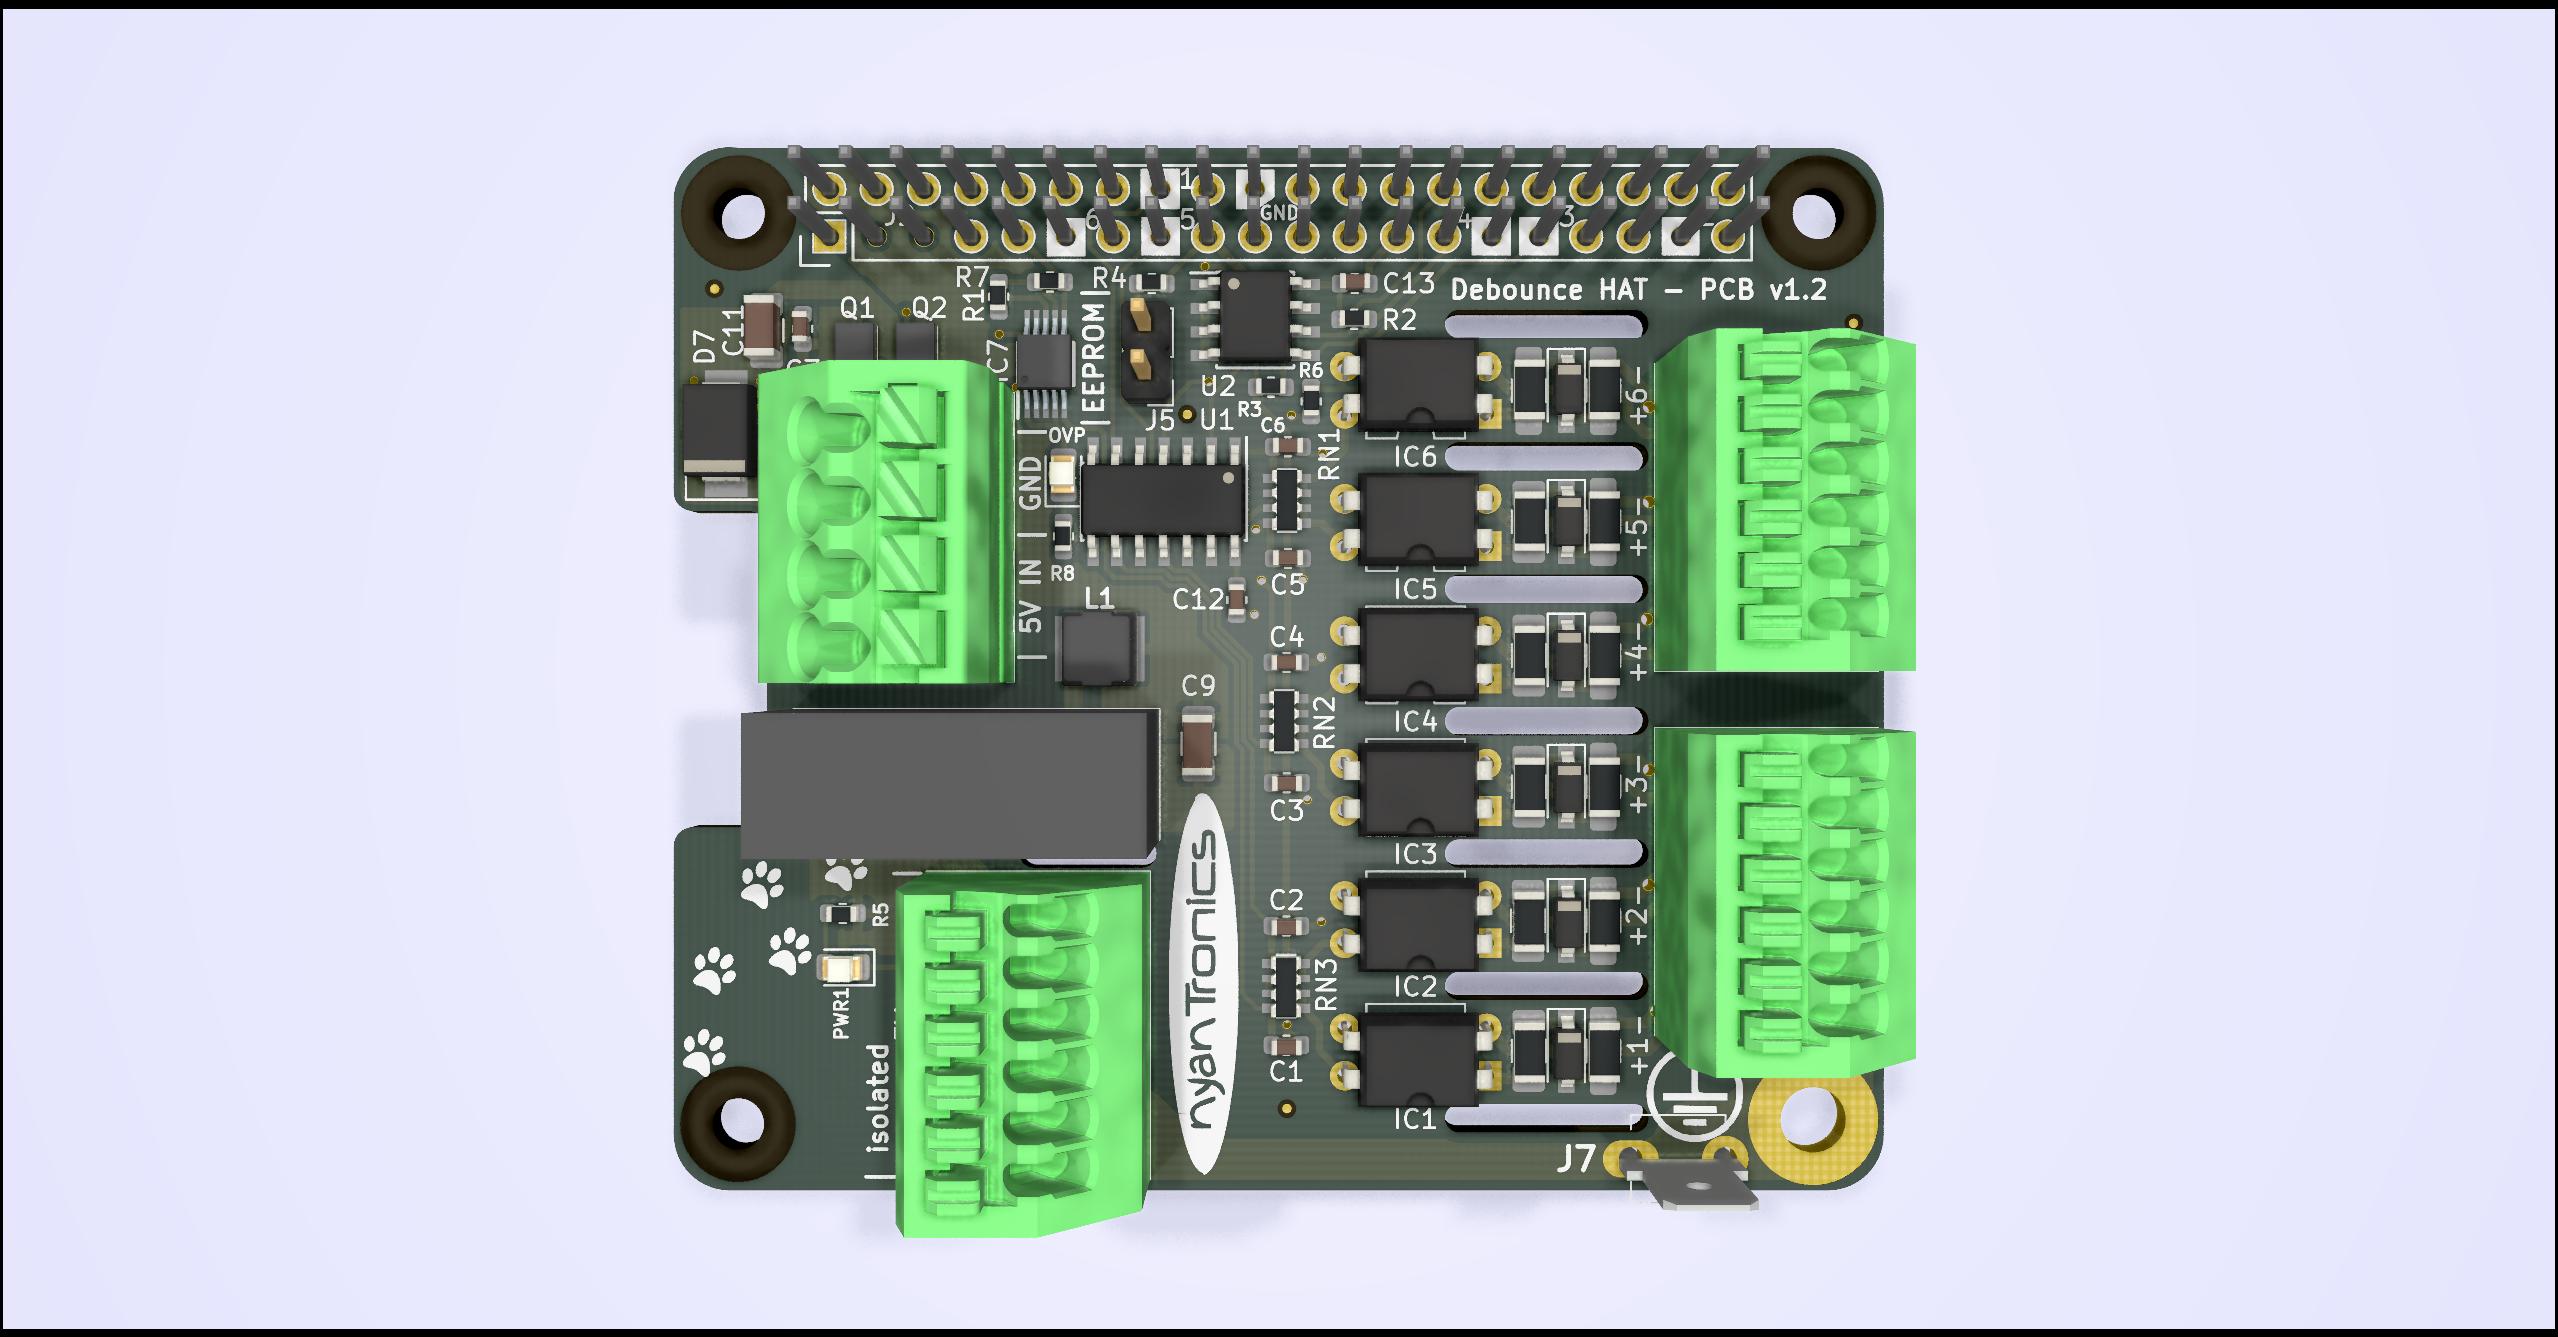 1
6
5
GND
4
3
R7
R4
R1
C13
Debounce HAT – PCB v1.2
R2
Q1
Q2
C11
D7
EEPROM
U2
R6
R3
J5
U1
C6
OVP
RN1
6
+ -
GND
IC6
R8
C5
5
+ -
5V IN
L1
C12
IC5
C4
4
+ -
C9
RN2
IC4
C3
3
+ -
IC3
R5
C2
2
+ -
nyanTronics
IC2
PWR1
RN3
C1
1
+ -
isolated
IC1
J7